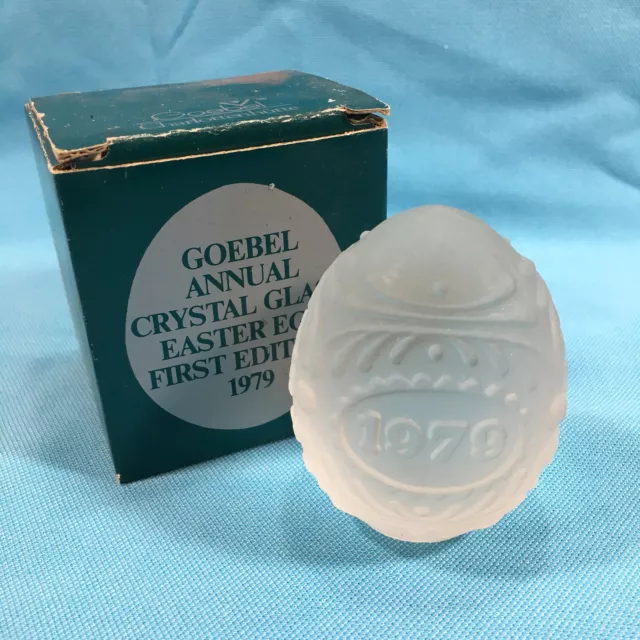 GOEBEL
ANNUAL
CRYSTAL GLA
EASTER EG
FIRST EDIT
1979
1979